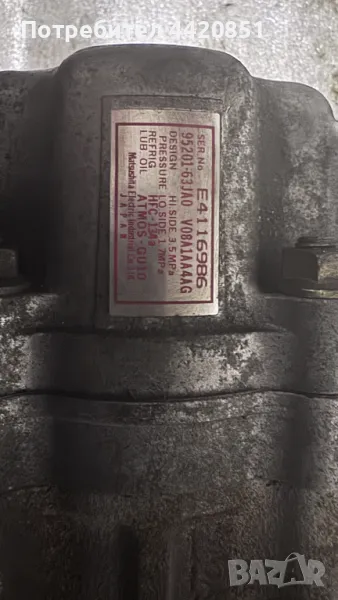 Потребител 4420851
SER No E4116986
95201-63JA0 V08A1AA4AG
DESIGN HI SIDE 3.5MPa
PRESSURE LO SIDE 1.7MPa
REFRIG HFC-134a
LUB OIL ATMOS-GU10
Matsushita Electric Industrial Co., Ltd.
JAPAN
BAZAR